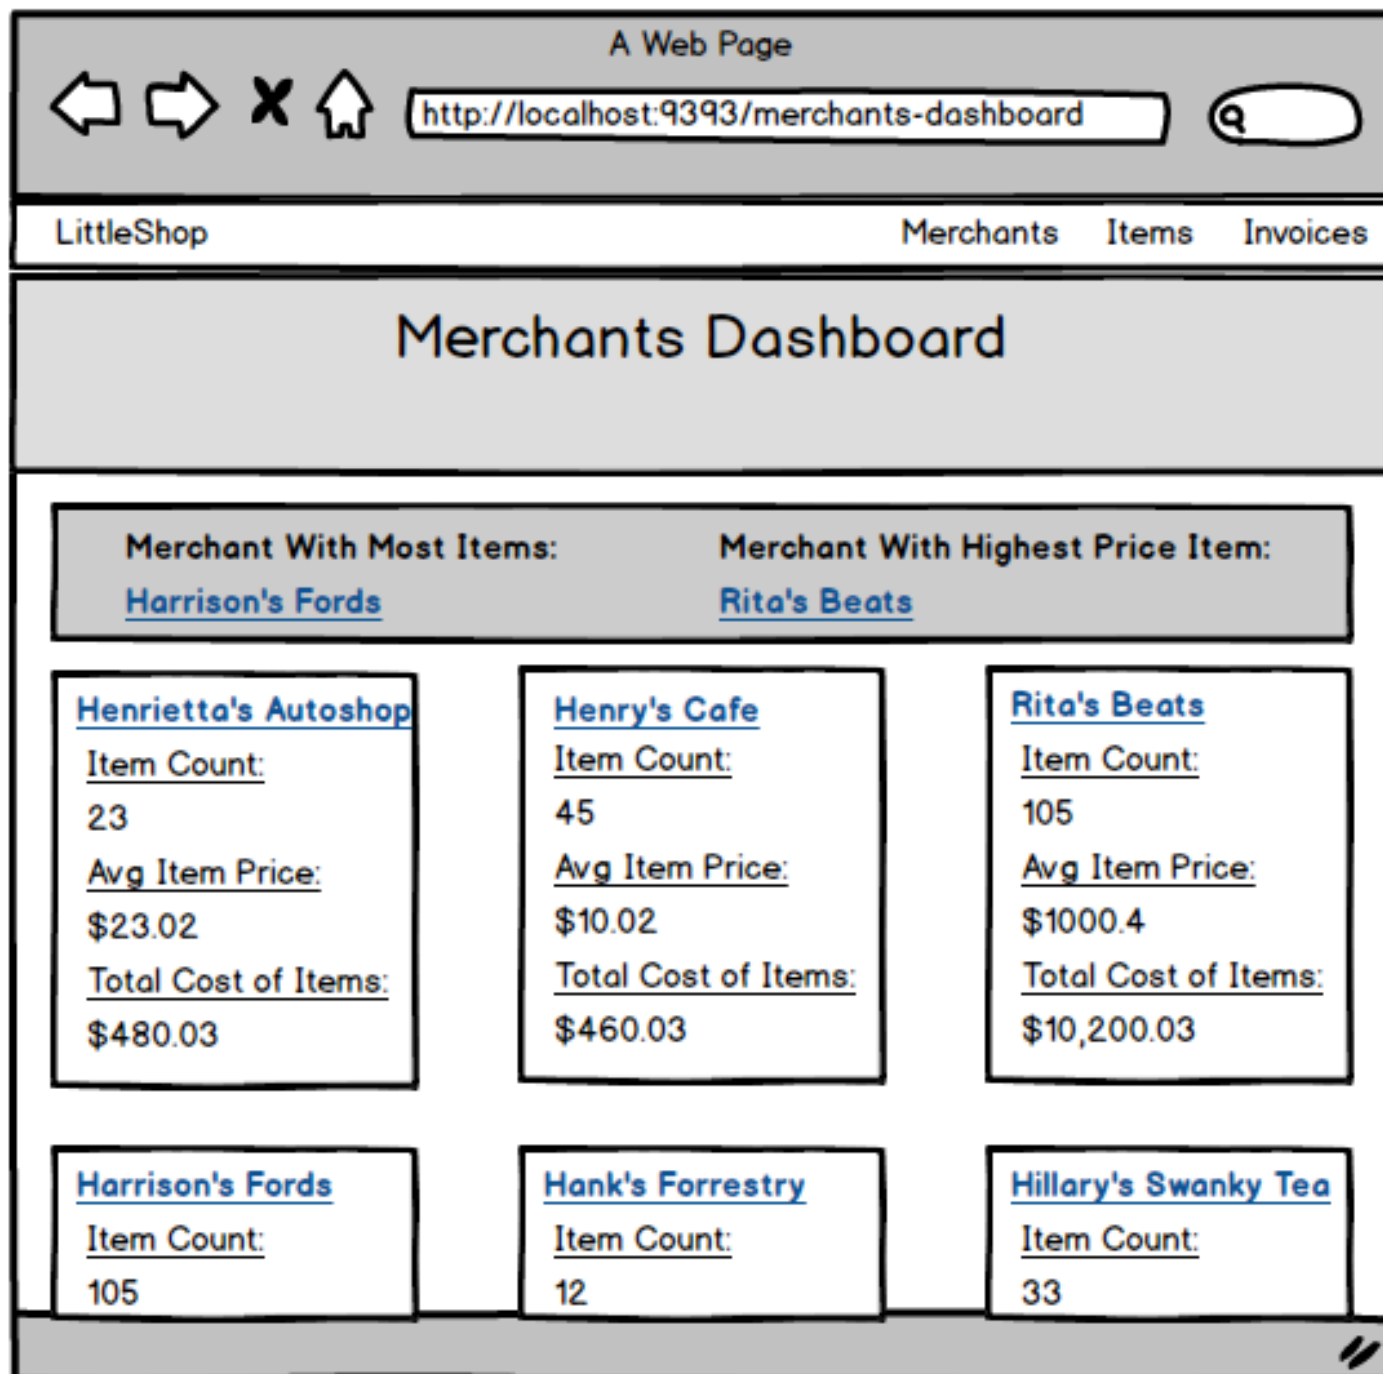 A Web Page
http://localhost:9393/merchants-dashboard
LittleShop Merchants Items Invoices
Merchants Dashboard
Merchant With Most Items: Merchant With Highest Price Item:
Harrison's Fords Rita's Beats
Henrietta's Autoshop
Item Count:
23
Avg Item Price:
$23.02
Total Cost of Items:
$480.03
Henry's Cafe
Item Count:
45
Avg Item Price:
$10.02
Total Cost of Items:
$460.03
Rita's Beats
Item Count:
105
Avg Item Price:
$1000.4
Total Cost of Items:
$10,200.03
Harrison's Fords
Item Count:
105
Hank's Forrestry
Item Count:
12
Hillary's Swanky Tea
Item Count:
33